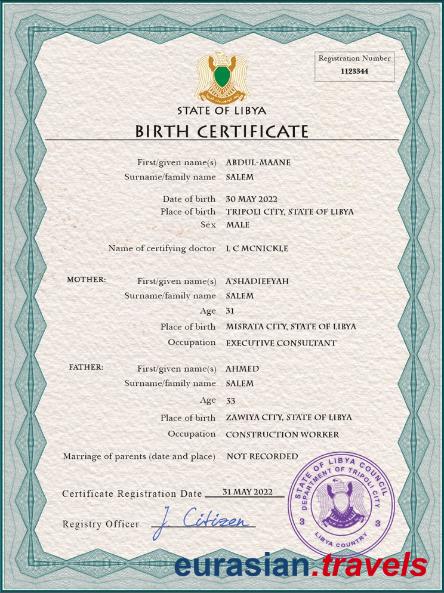 Registration Number
1123344
STATE OF LIBYA
BIRTH CERTIFICATE
First/given name(s) ABDUL-MAANE
Surname/family name SALEM
Date of birth 30 MAY 2022
Place of birth TRIPOLI CITY, STATE OF LIBYA
Sex MALE
Name of certifying doctor L C MCNICKLE
MOTHER: First/given name(s) A'SHADIEEYAH
Surname/family name SALEM
Age 31
Place of birth MISRATA CITY, STATE OF LIBYA
Occupation EXECUTIVE CONSULTANT
FATHER: First/given name(s) AHMED
Surname/family name SALEM
Age 33
Place of birth ZAWIYA CITY, STATE OF LIBYA
Occupation CONSTRUCTION WORKER
Marriage of parents (date and place) NOT RECORDED
Certificate Registration Date 31 MAY 2022
Registry Officer J Citizen
STATE OF LIBYA COUNCIL
DEPARTMENT OF TRIPOLI CITY
3 3
LIBYA COUNTRY
eurasian.travels